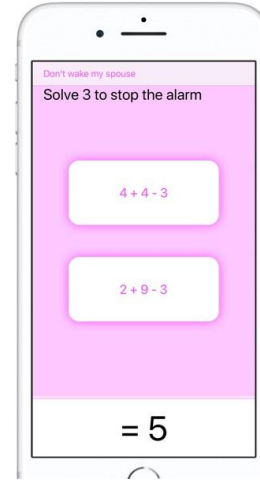 Don't wake my spouse
Solve 3 to stop the alarm
4 + 4 - 3
2 + 9 - 3
= 5